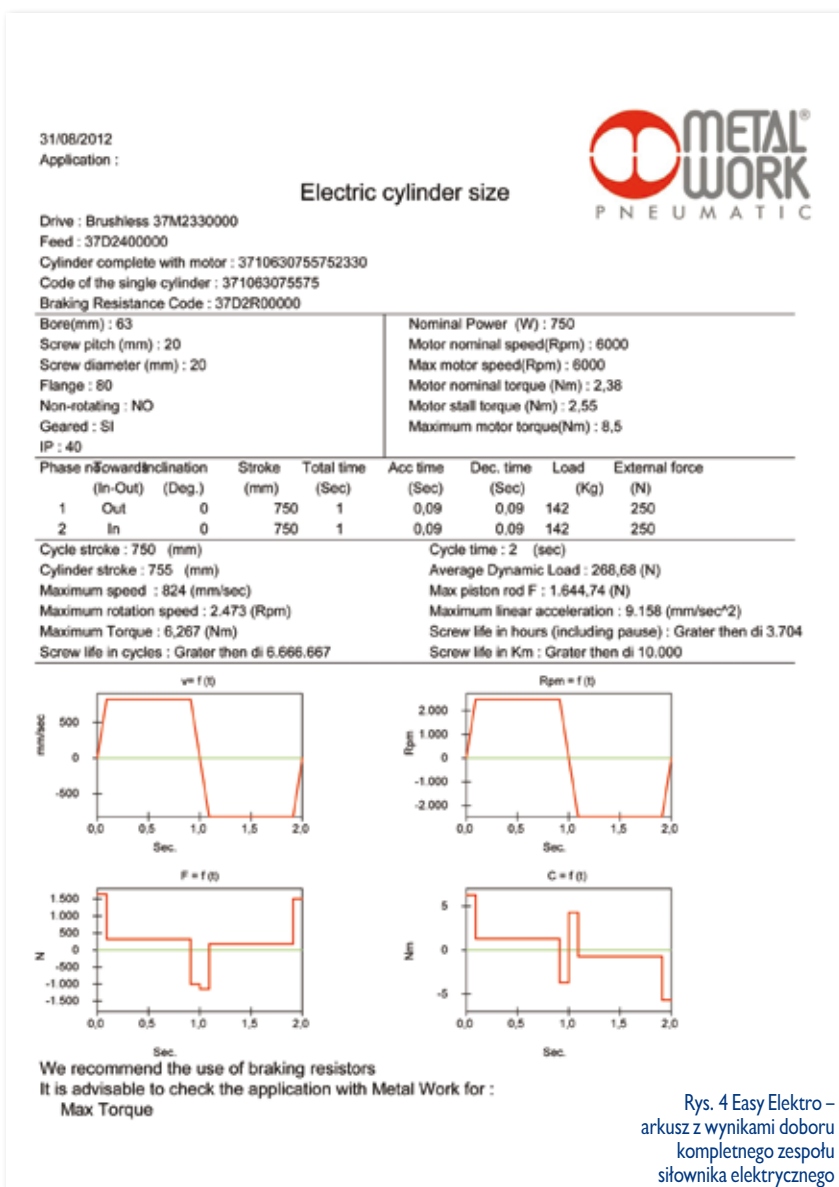 31/08/2012
Application :
METAL®
WORK
PNEUMATIC
Electric cylinder size
Drive : Brushless 37M2330000
Feed : 37D2400000
Cylinder complete with motor : 3710630755752330
Code of the single cylinder : 371063075575
Braking Resistance Code : 37D2R00000
Bore(mm) : 63
Screw pitch (mm) : 20
Screw diameter (mm) : 20
Flange : 80
Non-rotating : NO
Geared : SI
IP : 40
Nominal Power (W) : 750
Motor nominal speed(Rpm) : 6000
Max motor speed(Rpm) : 6000
Motor nominal torque (Nm) : 2,38
Motor stall torque (Nm) : 2,55
Maximum motor torque(Nm) : 8,5
Phase n Towards Inclination Stroke Total time Acc time Dec. time Load External force
(In-Out) (Deg.) (mm) (Sec) (Sec) (Sec) (Kg) (N)
1 Out 0 750 1 0,09 0,09 142 250
2 In 0 750 1 0,09 0,09 142 250
Cycle stroke : 750 (mm)
Cylinder stroke : 755 (mm)
Maximum speed : 824 (mm/sec)
Maximum rotation speed : 2.473 (Rpm)
Maximum Torque : 6,267 (Nm)
Screw life in cycles : Grater then di 6.666.667
Cycle time : 2 (sec)
Average Dynamic Load : 268,68 (N)
Max piston rod F : 1.644,74 (N)
Maximum linear acceleration : 9.158 (mm/sec^2)
Screw life in hours (including pause) : Grater then di 3.704
Screw life in Km : Grater then di 10.000
v= f (t)
mm/sec
500
0
-500
0,0 0,5 1,0 1,5 2,0
Sec.
Rpm = f (t)
Rpm
2.000
1.000
0
-1.000
-2.000
0,0 0,5 1,0 1,5 2,0
Sec.
F = f (t)
N
1.500
1.000
500
0
-500
-1.000
-1.500
0,0 0,5 1,0 1,5 2,0
Sec.
C = f (t)
Nm
5
0
-5
0,0 0,5 1,0 1,5 2,0
Sec.
We recommend the use of braking resistors
It is advisable to check the application with Metal Work for :
Max Torque
Rys. 4 Easy Elektro –
arkusz z wynikami doboru
kompletnego zespołu
siłownika elektrycznego